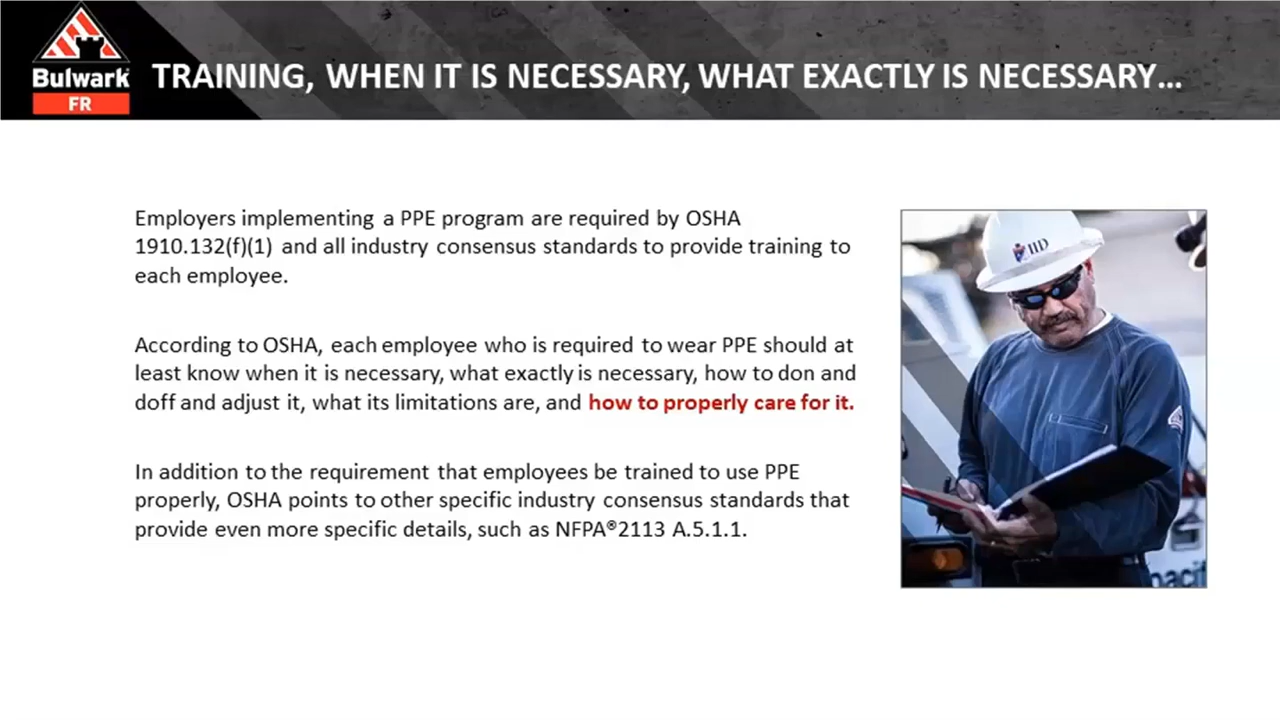 Bulwark
FR
TRAINING, WHEN IT IS NECESSARY, WHAT EXACTLY IS NECESSARY...
Employers implementing a PPE program are required by OSHA
1910.132(f)(1) and all industry consensus standards to provide training to
each employee.
According to OSHA, each employee who is required to wear PPE should at
least know when it is necessary, what exactly is necessary, how to don and
doff and adjust it, what its limitations are, and how to properly care for it.
In addition to the requirement that employees be trained to use PPE
properly, OSHA points to other specific industry consensus standards that
provide even more specific details, such as NFPA®2113 A.5.1.1.
IID
pacif